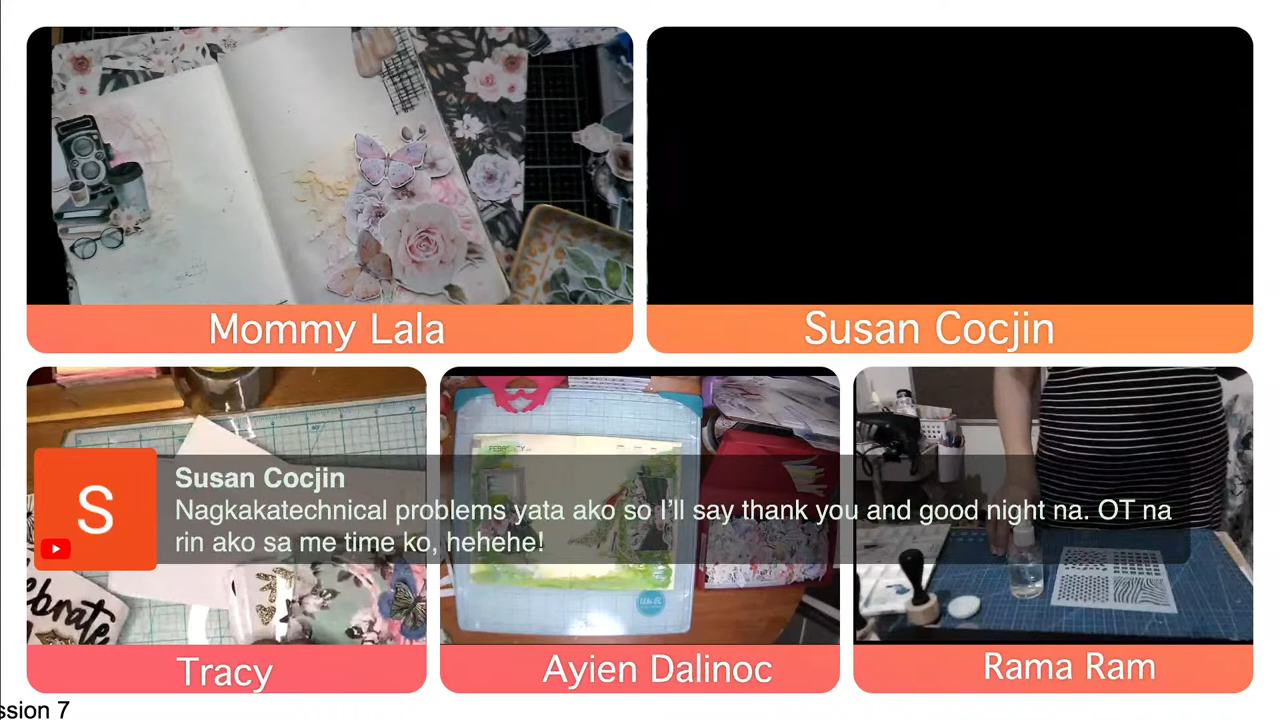 Mommy Lala
Susan Cocjin
S
Susan Cocjin
Nagkakatechnical problems yata ako so I'll say thank you and good night na. OT na
rin ako sa me time ko, hehehe!
Tracy
Ayien Dalinoc
Rama Ram
ssion 7